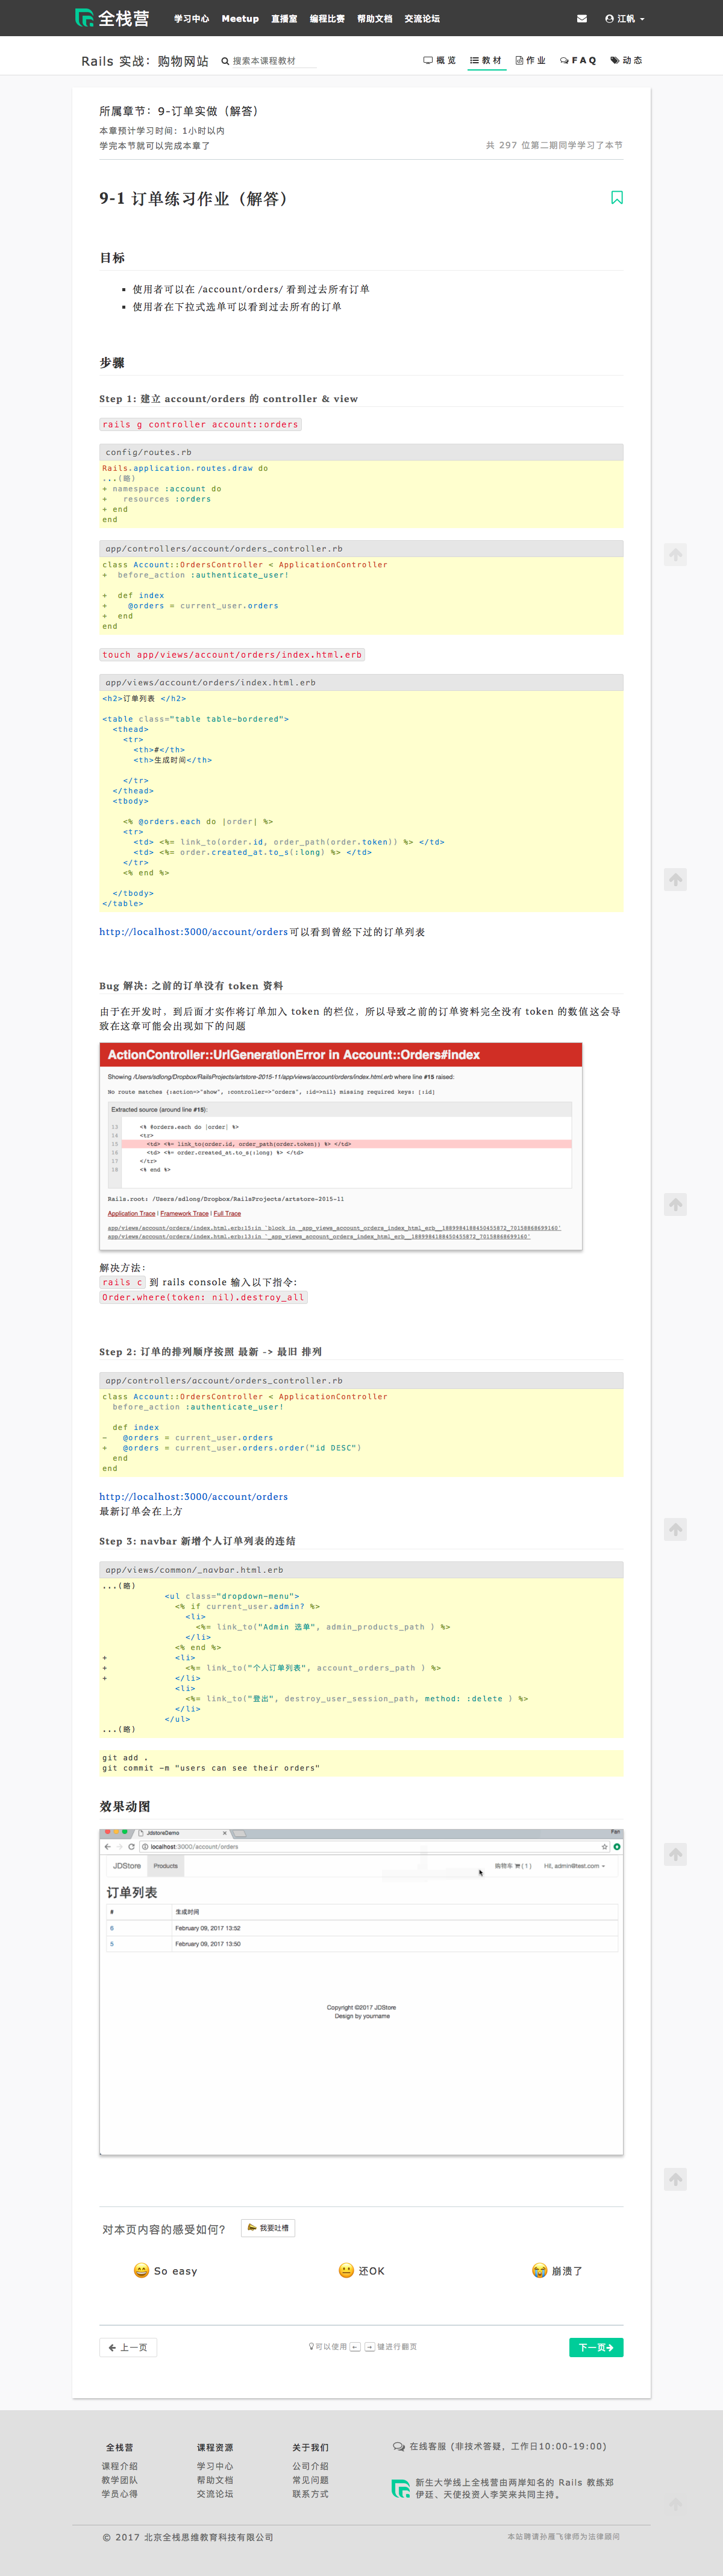 全栈营 学习中心 Meetup 直播室 编程比赛 帮助文档 交流论坛 江帆
Rails 实战：购物网站 搜素本课程教材 概览 教材 作业 FAQ 动态
所属章节：9-订单实做（解答）
本章预计学习时间：1小时以内
学完本节就可以完成本章了 共 297 位第二期同学学习了本节
9-1 订单练习作业（解答）
目标
使用者可以在 /account/orders/ 看到过去所有订单
使用者在下拉式选单可以看到过去所有的订单
步骤
Step 1: 建立 account/orders 的 controller & view
rails g controller account::orders
config/routes.rb
Rails.application.routes.draw do
...(略)
+ namespace :account do
+   resources :orders
+ end
end
app/controllers/account/orders_controller.rb
class Account::OrdersController < ApplicationController
+  before_action :authenticate_user!
+  def index
+    @orders = current_user.orders
+  end
end
touch app/views/account/orders/index.html.erb
app/views/account/orders/index.html.erb
<h2>订单列表 </h2>
<table class="table table-bordered">
  <thead>
    <tr>
      <th>#</th>
      <th>生成时间</th>
    </tr>
  </thead>
  <tbody>
    <% @orders.each do |order| %>
    <tr>
      <td> <%= link_to(order.id, order_path(order.token)) %> </td>
      <td> <%= order.created_at.to_s(:long) %> </td>
    </tr>
    <% end %>
  </tbody>
</table>
http://localhost:3000/account/orders可以看到曾经下过的订单列表
Bug 解决: 之前的订单没有 token 资料
由于在开发时，到后面才实作将订单加入 token 的栏位，所以导致之前的订单资料完全没有 token 的数值这会导
致在这章可能会出现如下的问题
ActionController::UrlGenerationError in Account::Orders#index
Showing /Users/sdlong/Dropbox/RailsProjects/artstore-2015-11/app/views/account/orders/index.html.erb where line #15 raised:
No route matches {:action=>"show", :controller=>"orders", :id=>nil} missing required keys: [:id]
Extracted source (around line #15):
13 <% @orders.each do |order| %>
14 <tr>
15 <td> <%= link_to(order.id, order_path(order.token)) %> </td>
16 <td> <%= order.created_at.to_s(:long) %> </td>
17 </tr>
18 <% end %>
Rails.root: /Users/sdlong/Dropbox/RailsProjects/artstore-2015-11
Application Trace | Framework Trace | Full Trace
app/views/account/orders/index.html.erb:15:in `block in _app_views_account_orders_index_html_erb__1889984188450455872_70158868699160'
app/views/account/orders/index.html.erb:13:in `_app_views_account_orders_index_html_erb__1889984188450455872_70158868699160'
解决方法：
rails c 到 rails console 输入以下指令：
Order.where(token: nil).destroy_all
Step 2: 订单的排列顺序按照 最新 -> 最旧 排列
app/controllers/account/orders_controller.rb
class Account::OrdersController < ApplicationController
  before_action :authenticate_user!
  def index
-   @orders = current_user.orders
+   @orders = current_user.orders.order("id DESC")
  end
end
http://localhost:3000/account/orders
最新订单会在上方
Step 3: navbar 新增个人订单列表的连结
app/views/common/_navbar.html.erb
...(略)
<ul class="dropdown-menu">
<% if current_user.admin? %>
<li>
<%= link_to("Admin 选单", admin_products_path ) %>
</li>
<% end %>
+ <li>
+ <%= link_to("个人订单列表", account_orders_path ) %>
+ </li>
<li>
<%= link_to("登出", destroy_user_session_path, method: :delete ) %>
</li>
</ul>
...(略)
git add .
git commit -m "users can see their orders"
效果动图
JdstoreDemo Fan
localhost:3000/account/orders
JDStore Products 购物车 ( 1 ) Hi!, admin@test.com
订单列表
# 生成时间
6 February 09, 2017 13:52
5 February 09, 2017 13:50
Copyright ©2017 JDStore
Design by yourname
对本页内容的感受如何？ 我要吐槽
So easy 还OK 崩溃了
上一页 可以使用 ← → 键进行翻页 下一页
全栈营 课程资源 关于我们 在线客服 (非技术答疑，工作日10:00-19:00)
课程介绍 学习中心 公司介绍
教学团队 帮助文档 常见问题 新生大学线上全栈营由两岸知名的 Rails 教练郑
学员心得 交流论坛 联系方式 伊廷、天使投资人李笑来共同主持。
© 2017 北京全栈思维教育科技有限公司 本站聘请孙雁飞律师为法律顾问